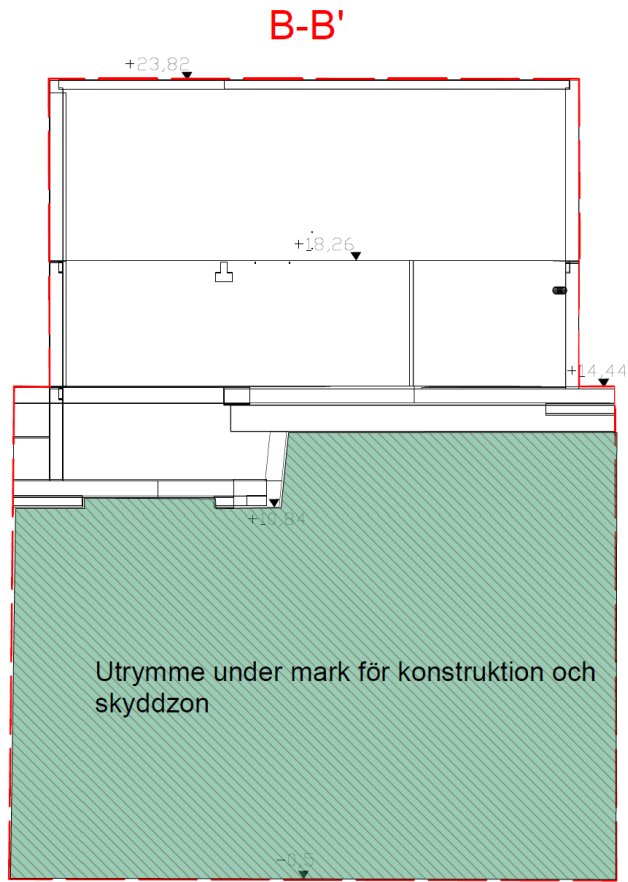 B-B'
+23,82
+18,26
+14,44
+10,84
Utrymme under mark för konstruktion och
skyddzon
-0,5